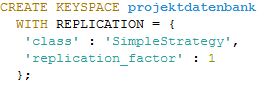 CREATE KEYSPACE projektdatenbank
WITH REPLICATION = {
'class' : 'SimpleStrategy',
'replication_factor' : 1
};